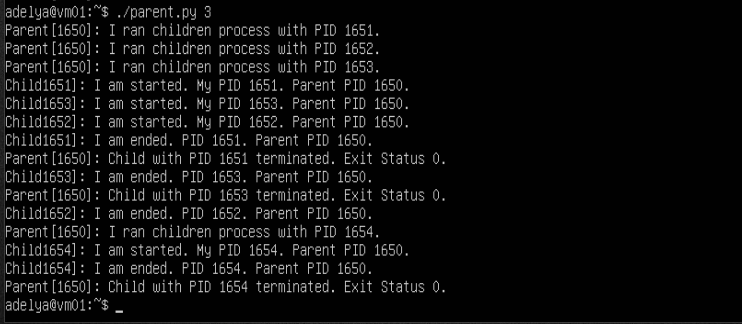 adelya@vm01:~$ ./parent.py 3
Parent[1650]: I ran children process with PID 1651.
Parent[1650]: I ran children process with PID 1652.
Parent[1650]: I ran children process with PID 1653.
Child1651]: I am started. My PID 1651. Parent PID 1650.
Child1653]: I am started. My PID 1653. Parent PID 1650.
Child1652]: I am started. My PID 1652. Parent PID 1650.
Child1651]: I am ended. PID 1651. Parent PID 1650.
Parent[1650]: Child with PID 1651 terminated. Exit Status 0.
Child1653]: I am ended. PID 1653. Parent PID 1650.
Parent[1650]: Child with PID 1653 terminated. Exit Status 0.
Child1652]: I am ended. PID 1652. Parent PID 1650.
Parent[1650]: I ran children process with PID 1654.
Child1654]: I am started. My PID 1654. Parent PID 1650.
Child1654]: I am ended. PID 1654. Parent PID 1650.
Parent[1650]: Child with PID 1654 terminated. Exit Status 0.
adelya@vm01:~$ _